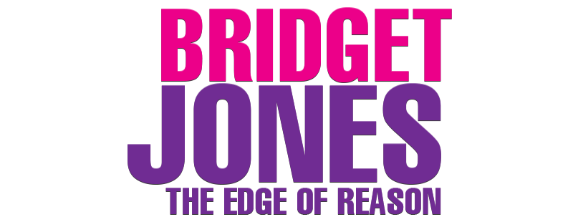 BRIDGET
JONES
THE EDGE OF REASON